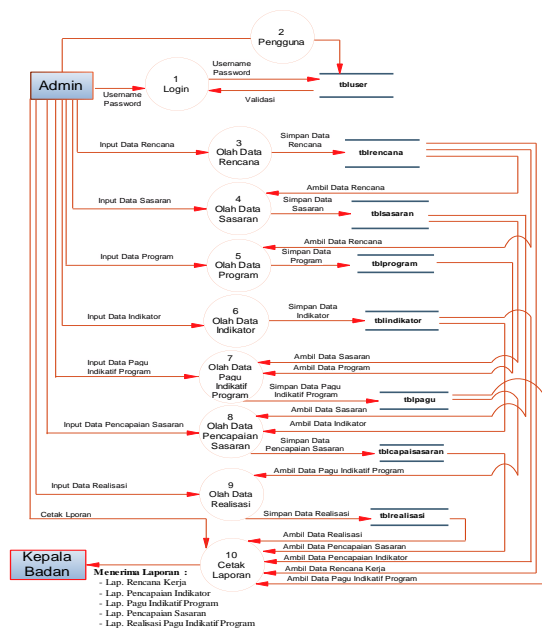 2
Pengguna
Admin
1
Login
Username
Password
Username
Password
tbluser
Validasi
3
Olah Data
Rencana
Input Data Rencana
Simpan Data
Rencana
tblrencana
Ambil Data Rencana
4
Olah Data
Sasaran
Input Data Sasaran
Simpan Data
Sasaran
tblsasaran
Ambil Data Rencana
5
Olah Data
Program
Input Data Program
Simpan Data
Program
tblprogram
6
Olah Data
Indikator
Input Data Indikator
Simpan Data
Indikator
tblindikator
7
Olah Data
Pagu
Indikatif
Program
Input Data Pagu
Indikatif Program
Ambil Data Sasaran
Ambil Data Program
Simpan Data Pagu
Indikatif Program
tblpagu
8
Olah Data
Pencapaian
Sasaran
Input Data Pencapaian Sasaran
Ambil Data Sasaran
Ambil Data Indikator
Simpan Data
Pencapaian Sasaran
tblcapaisasaran
Ambil Data Pagu Indikatif Program
9
Olah Data
Realisasi
Input Data Realisasi
Simpan Data Realisasi
tblrealisasi
Cetak Lporan
10
Cetak
Laporan
Ambil Data Realisasi
Ambil Data Pencapaian Sasaran
Ambil Data Pencapaian Indikator
Ambil Data Rencana Kerja
Ambil Data Pagu Indikatif Program
Kepala
Badan
Menerima Laporan :
- Lap. Rencana Kerja
- Lap. Pencapaian Indikator
- Lap. Pagu Indikatif Program
- Lap. Pencapaian Sasaran
- Lap. Realisasi Pagu Indikatif Program